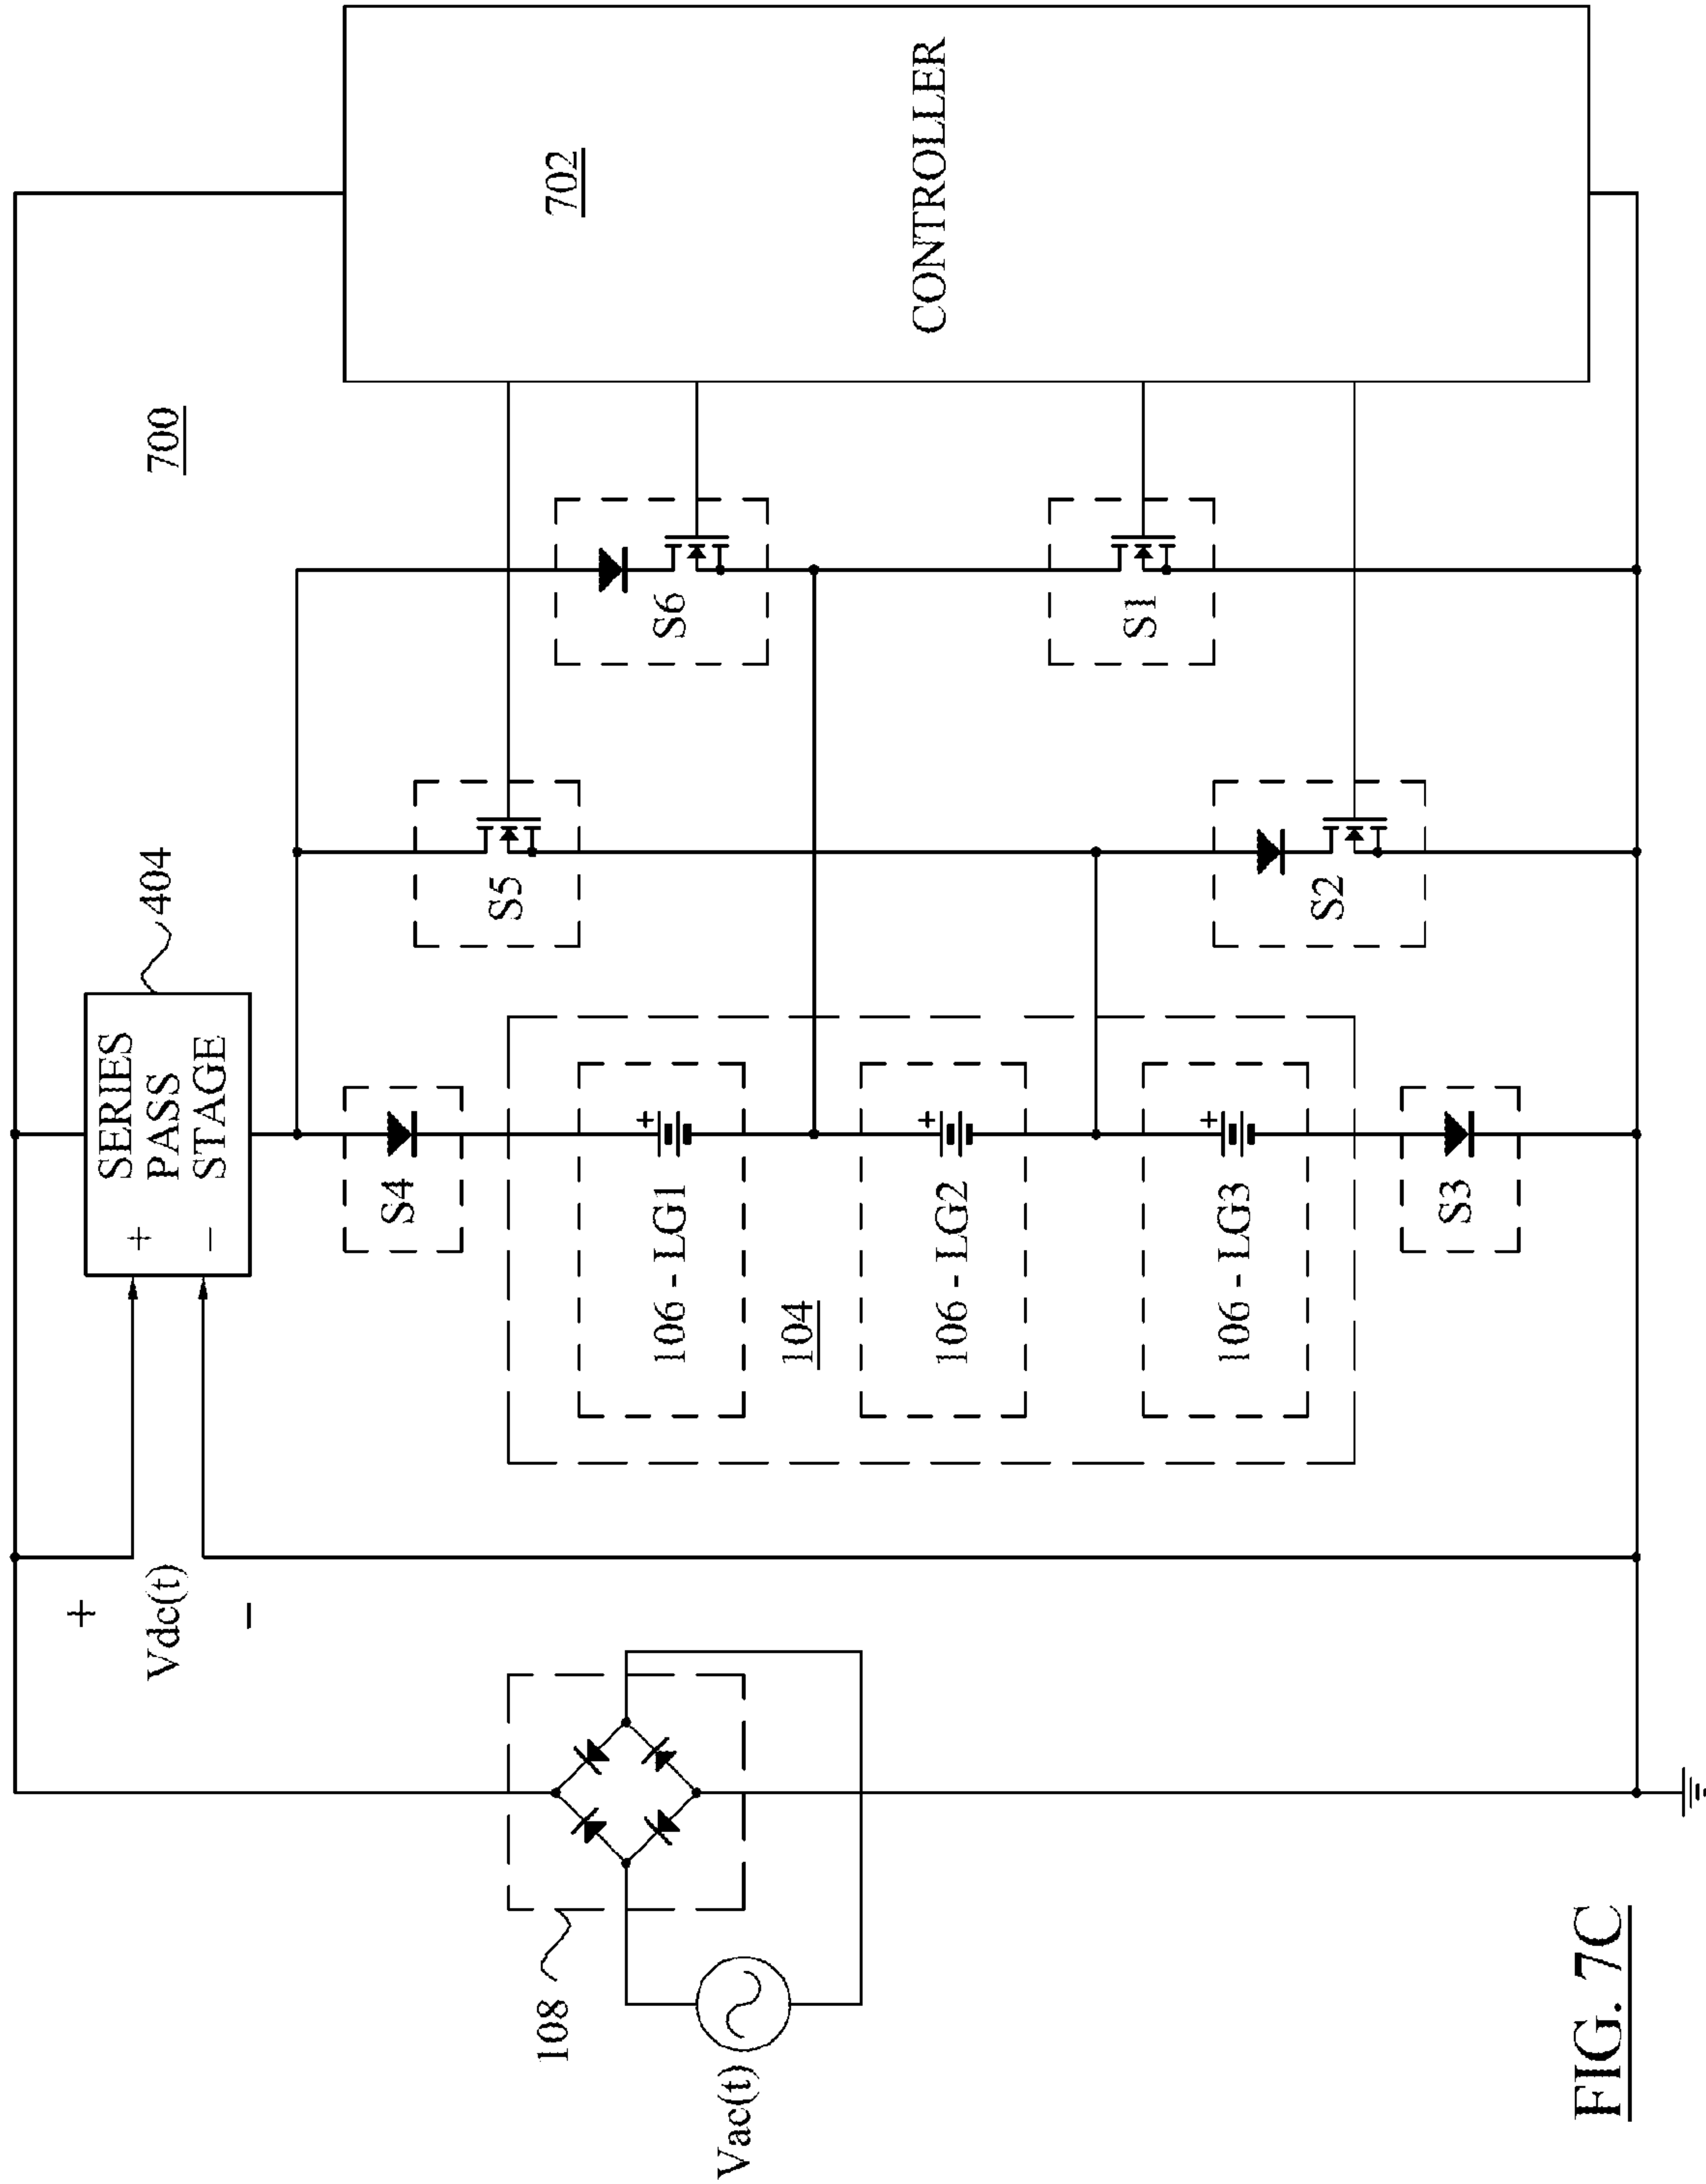 700
404
SERIES
PASS
STAGE
+
−
+
Vdc(t)
−
702
CONTROLLER
S4
S5
S6
+
106 - LG1
104
+
106 - LG2
+
106 - LG3
S1
S2
S3
108
Vac(t)
FIG. 7C